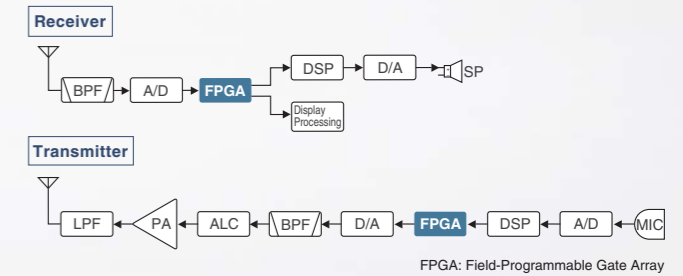 Receiver
BPF
A/D
FPGA
DSP
D/A
SP
Display
Processing
Transmitter
LPF
PA
ALC
BPF
D/A
FPGA
DSP
A/D
MIC
FPGA: Field-Programmable Gate Array